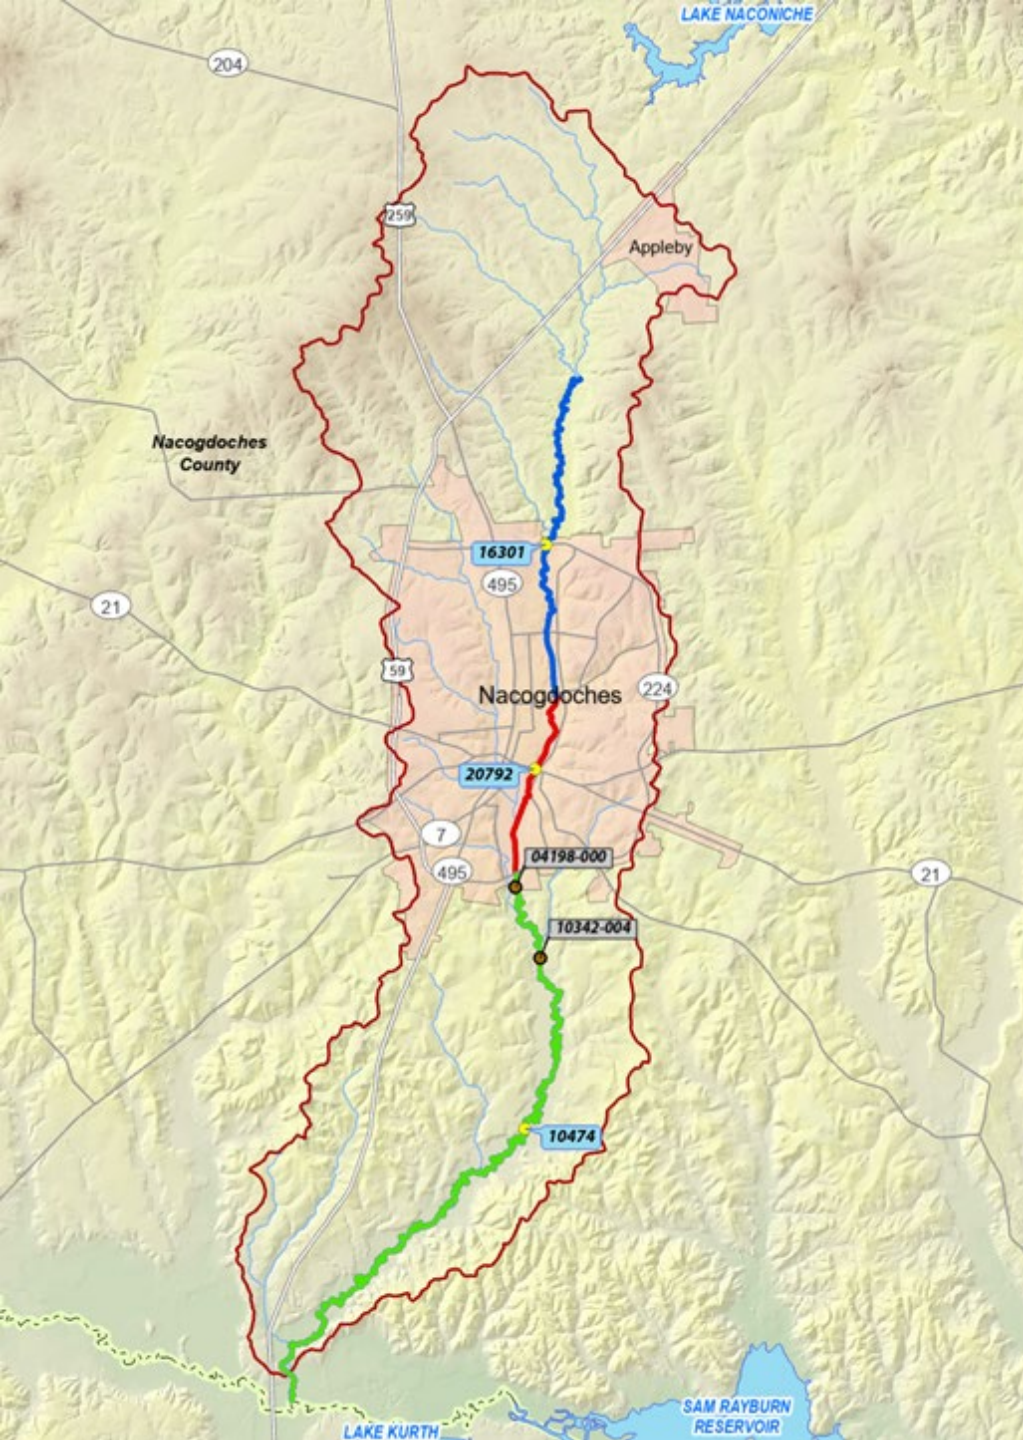 LAKE NACONICHE
204
259
Appleby
Nacogdoches
County
16301
495
21
59
224
Nacogdoches
20792
7
04198-000
495
21
10342-004
10474
SAM RAYBURN
RESERVOIR
LAKE KURTH